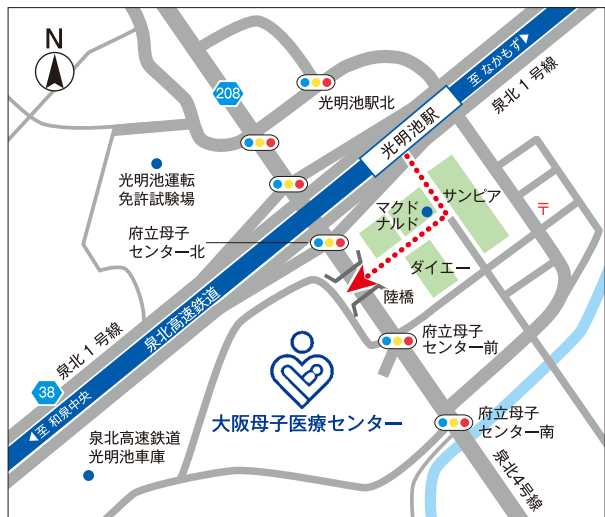 N
208
光明池駅北
至 なかもず
泉北1号線
光明池駅
光明池運転
免許試験場
サンピア
マクド
ナルド
〒
府立母子
センター北
ダイエー
陸橋
泉北1号線
泉北高速鉄道
府立母子
センター前
38
至 和泉中央
大阪母子医療センター
府立母子
センター南
泉北高速鉄道
光明池車庫
泉北4号線